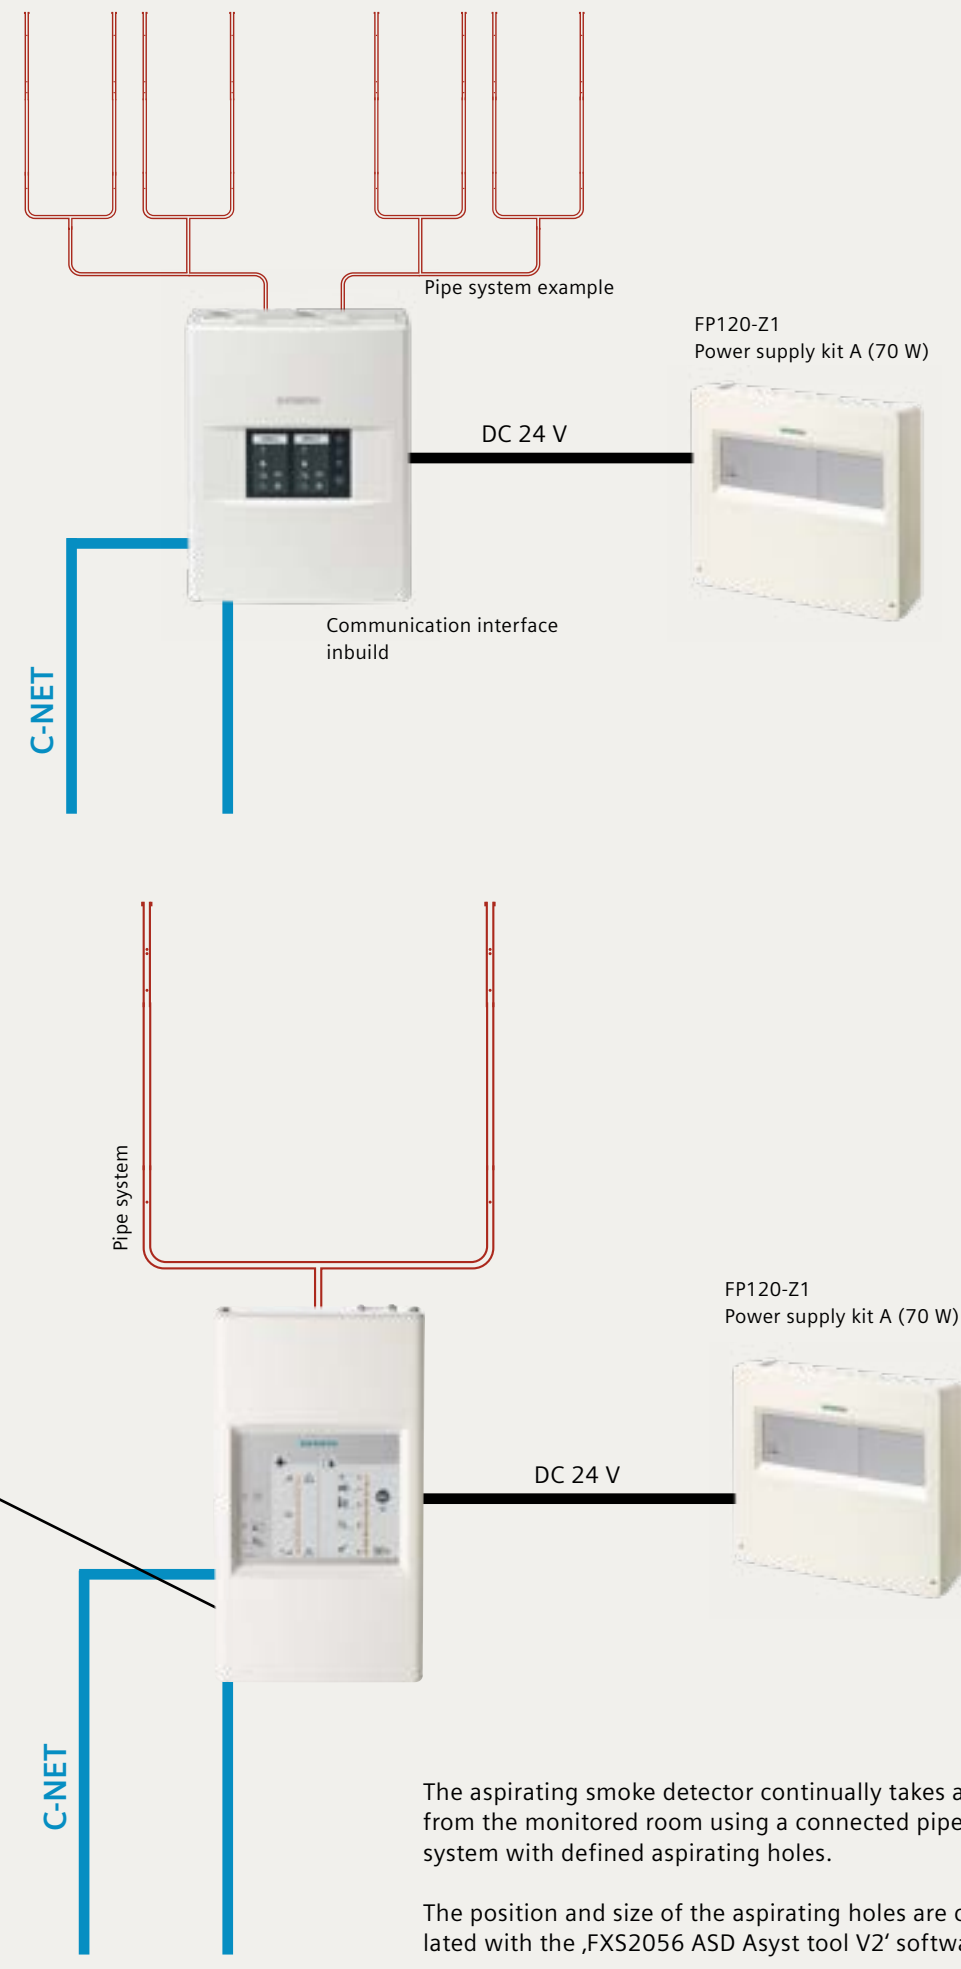 Pipe system example
FP120-Z1
Power supply kit A (70 W)
DC 24 V
Communication interface
inbuild
C-NET
Pipe system
FP120-Z1
Power supply kit A (70 W)
DC 24 V
C-NET
The aspirating smoke detector continually takes a
from the monitored room using a connected pipe
system with defined aspirating holes.
The position and size of the aspirating holes are c
lated with the ‚FXS2056 ASD Asyst tool V2‘ softwa